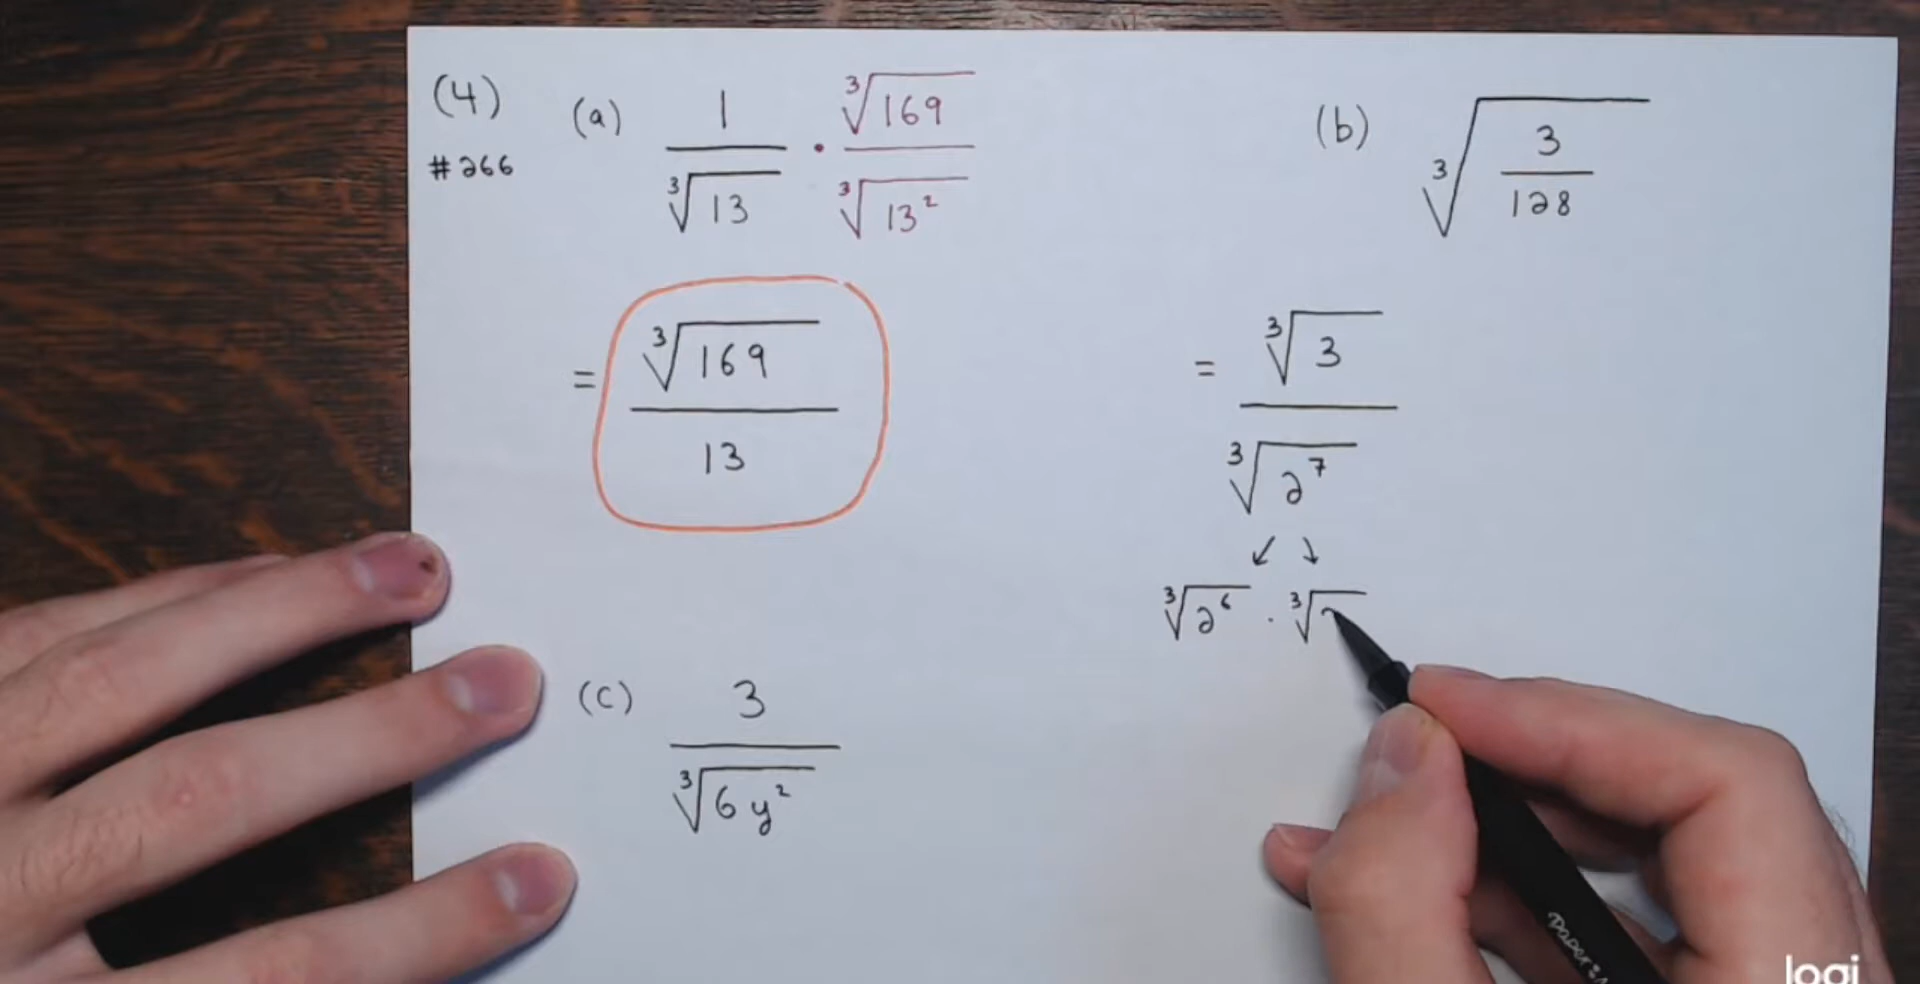 (4) (a) 1/∛13 · ∛169/∛13² (b) ∛(3/128)
#266
= ∛169/13 = ∛3/∛2⁷
↙ ↘
∛2⁶ · ∛
(c) 3/∛(6y²)
logi